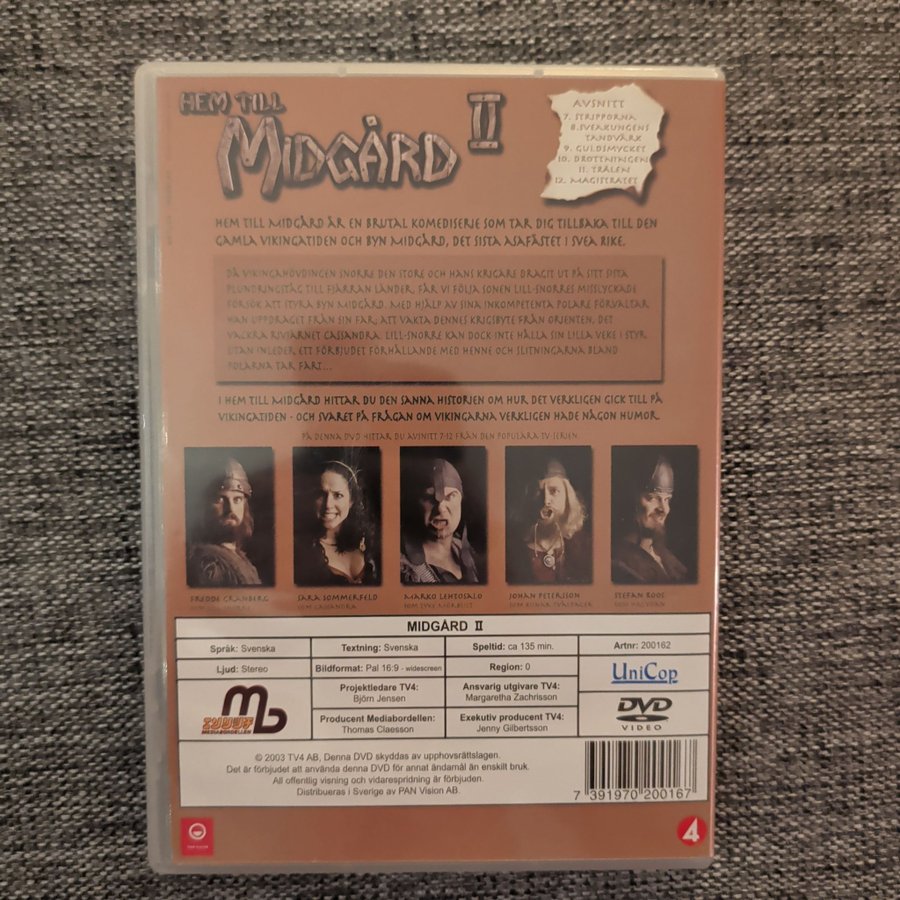 HEM TILL
MIDGÅRD II
AVSNITT
7. STRIPPORNA
8. SVEAKUNGENS
TANDVÄRK
9. GULDSMYCKET
10. DROTTNINGEN
11. TRÄLEN
12. MAGISTRATET
HEM TILL MIDGÅRD ÄR EN BRUTAL KOMEDISERIE SOM TAR DIG TILLBAKA TILL DEN
GAMLA VIKINGATIDEN OCH BYN MIDGÅRD, DET SISTA ASAFÄSTET I SVEA RIKE.
DÅ VIKINGAHÖVDINGEN SNORRE DEN STORE OCH HANS KRIGARE DRAGIT UT PÅ SITT SISTA
PLUNDRINGSTÅG TILL FJÄRRAN LÄNDER, FÅR VI FÖLJA SONEN LILL-SNORRES MISSLYCKADE
FÖRSÖK ATT STYRA BYN MIDGÅRD. MED HJÄLP AV SINA INKOMPETENTA POLARE FÖRVALTAR
HAN UPPDRAGET FRÅN SIN FAR; ATT VAKTA DENNES KRIGSBYTE FRÅN ORIENTEN, DET
VACKRA RIVJÄRNET CASSANDRA. LILL-SNORRE KAN DOCK INTE HÅLLA SIN LILLA VEKE I STYR
UTAN INLEDER ETT FÖRBJUDET FÖRHÅLLANDE MED HENNE OCH SLITNINGARNA BLAND
POLARNA TAR FART...
I HEM TILL MIDGÅRD HITTAR DU DEN SANNA HISTORIEN OM HUR DET VERKLIGEN GICK TILL PÅ
VIKINGATIDEN - OCH SVARET PÅ FRÅGAN OM VIKINGARNA VERKLIGEN HADE NÅGON HUMOR.
PÅ DENNA DVD HITTAR DU AVSNITT 7-12 FRÅN DEN POPULÄRA TV-SERIEN.
FREDDE GRANBERG
SARA SOMMERFELD
SOM CASSANDRA
MARKO LEHTOSALO
JOHAN PETERSSON
STEFAN ROOS
MIDGÅRD II
Språk: Svenska
Textning: Svenska
Speltid: ca 135 min.
Artnr: 200162
Ljud: Stereo
Bildformat: Pal 16:9 - widescreen
Region: 0
UniCop
mb
MEDIABORDELLEN
Projektledare TV4:
Björn Jensen
Ansvarig utgivare TV4:
Margaretha Zachrisson
DVD
VIDEO
Producent Mediabordellen:
Thomas Claesson
Exekutiv producent TV4:
Jenny Gilbertsson
© 2003 TV4 AB, Denna DVD skyddas av upphovsrättslagen.
Det är förbjudet att använda denna DVD för annat ändamål än enskilt bruk.
All offentlig visning och vidarespridning är förbjuden.
Distribueras i Sverige av PAN Vision AB.
7 391970 200167
4